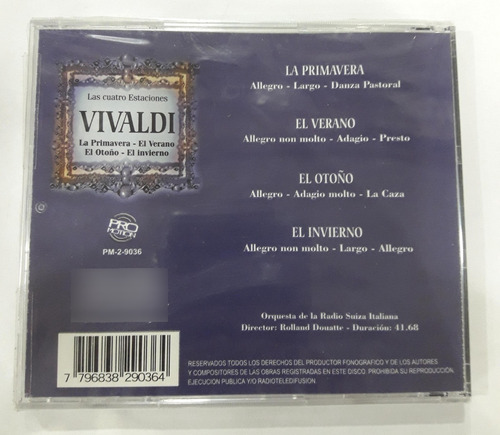 Las cuatro Estaciones
VIVALDI
La Primavera - El Verano
El Otoño - El invierno
PRO
MOTION
PM-2-9036
LA PRIMAVERA
Allegro - Largo - Danza Pastoral
EL VERANO
Allegro non molto - Adagio - Presto
EL OTOÑO
Allegro - Adagio molto - La Caza
EL INVIERNO
Allegro non molto - Largo - Allegro
Orquesta de la Radio Suiza Italiana
Director: Rolland Douatte - Duración: 41.68
RESERVADOS TODOS LOS DERECHOS DEL PRODUCTOR FONOGRAFICO Y DE LOS AUTORES
Y COMPOSITORES DE LAS OBRAS REGISTRADAS EN ESTE DISCO. PROHIBIDA SU REPRODUCCIÓN,
EJECUCION PUBLICA Y/O RADIOTELEDIFUSION
7 796838 290364